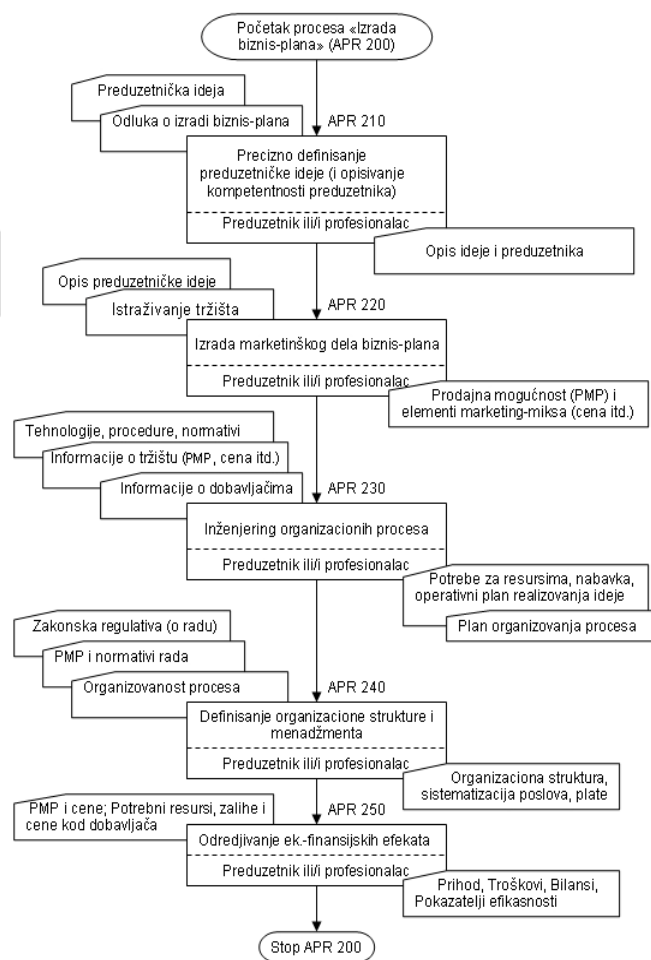 Početak procesa «Izrada
biznis-plana» (APR 200)
Preduzetnička ideja
Odluka o izradi biznis-plana
APR 210
Precizno definisanje
preduzetničke ideje (i opisivanje
kompetentnosti preduzetnika)
Preduzetnik ili/i profesionalac
Opis ideje i preduzetnika
Opis preduzetničke ideje
Istraživanje tržišta
APR 220
Izrada marketinškog dela biznis-plana
Preduzetnik ili/i profesionalac
Prodajna mogućnost (PMP) i
elementi marketing-miksa (cena itd.)
Tehnologije, procedure, normativi
Informacije o tržištu (PMP, cena itd.)
Informacije o dobavljačima
APR 230
Inženjering organizacionih procesa
Preduzetnik ili/i profesionalac
Potrebe za resursima, nabavka,
operativni plan realizovanja ideje
Plan organizovanja procesa
Zakonska regulativa (o radu)
PMP i normativi rada
Organizovanost procesa
APR 240
Definisanje organizacione strukture i
menadžmenta
Preduzetnik ili/i profesionalac
Organizaciona struktura,
sistematizacija poslova, plate
PMP i cene; Potrebni resursi, zalihe i
cene kod dobavljača
APR 250
Odredjivanje ek.-finansijskih efekata
Preduzetnik ili/i profesionalac
Prihod, Troškovi, Bilansi,
Pokazatelji efikasnosti
Stop APR 200